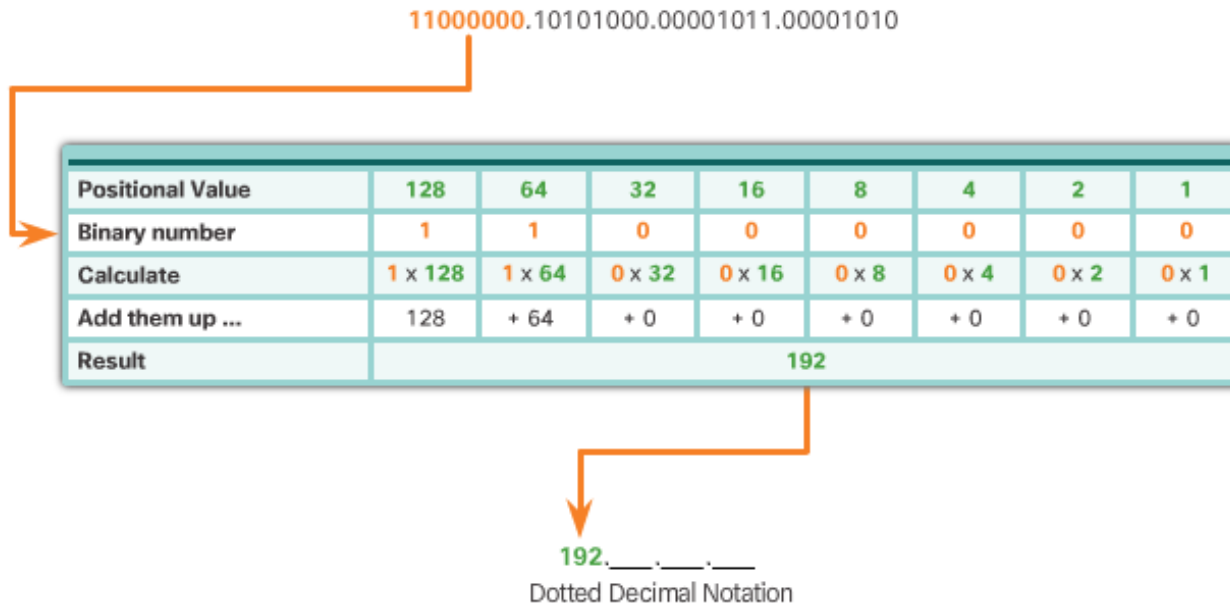 11000000.10101000.00001011.00001010
Positional Value 128 64 32 16 8 4 2 1
Binary number 1 1 0 0 0 0 0 0
Calculate 1 x 128 1 x 64 0 x 32 0 x 16 0 x 8 0 x 4 0 x 2 0 x 1
Add them up ... 128 + 64 + 0 + 0 + 0 + 0 + 0 + 0
Result 192
192.___.___.___
Dotted Decimal Notation